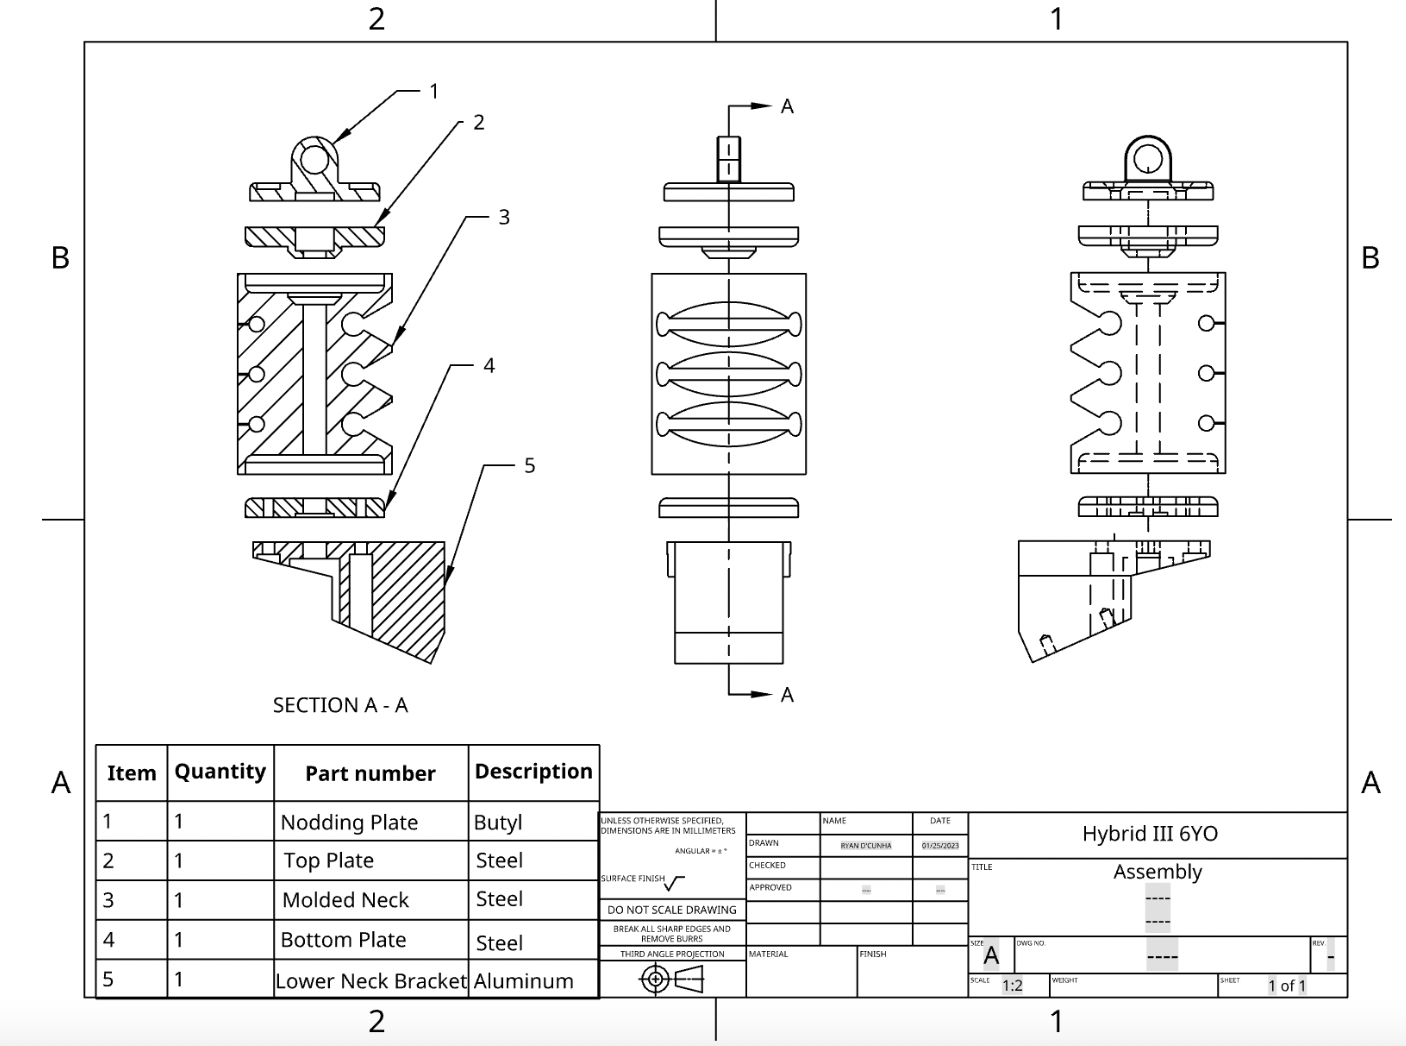 2 1
A
1
2
3
B B
4
5
A
SECTION A - A
A A
Item Quantity Part number Description
1 1 Nodding Plate Butyl
2 1 Top Plate Steel
3 1 Molded Neck Steel
4 1 Bottom Plate Steel
5 1 Lower Neck Bracket Aluminum
UNLESS OTHERWISE SPECIFIED,
DIMENSIONS ARE IN MILLIMETERS
ANGULAR = ± °
SURFACE FINISH
DO NOT SCALE DRAWING
BREAK ALL SHARP EDGES AND
REMOVE BURRS
THIRD ANGLE PROJECTION
NAME DATE
DRAWN RYAN D'CUNHA 01/25/2023
CHECKED
APPROVED ---- ----
MATERIAL FINISH
Hybrid III 6YO
TITLE
Assembly
----
----
SIZE A DWG NO. ---- REV. -
SCALE 1:2 WEIGHT SHEET 1 of 1
2 1